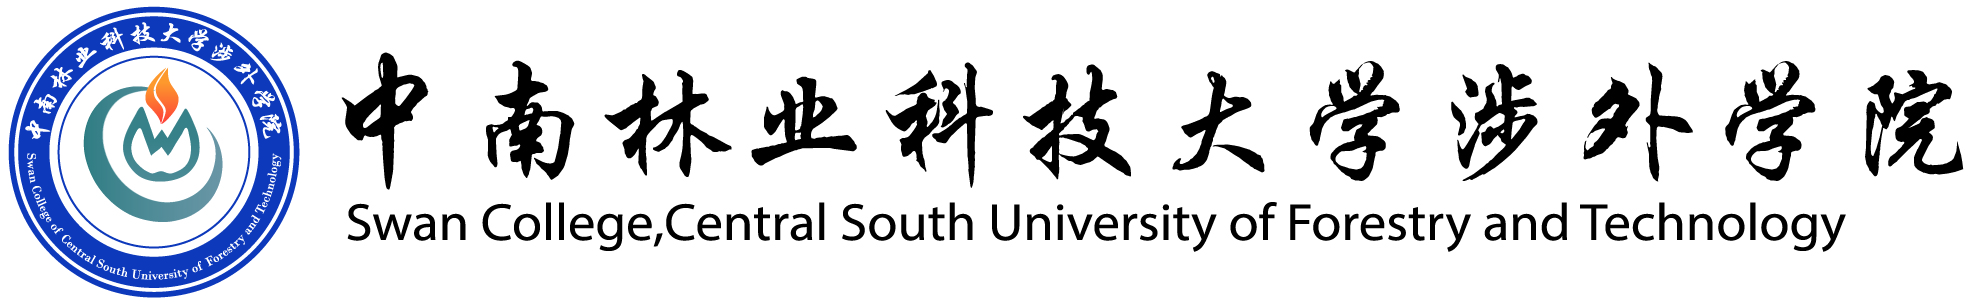 中南林业科技大学涉外学院
Swan College of Central South University of Forestry and Technology
中南林业科技大学涉外学院
Swan College,Central South University of Forestry and Technology